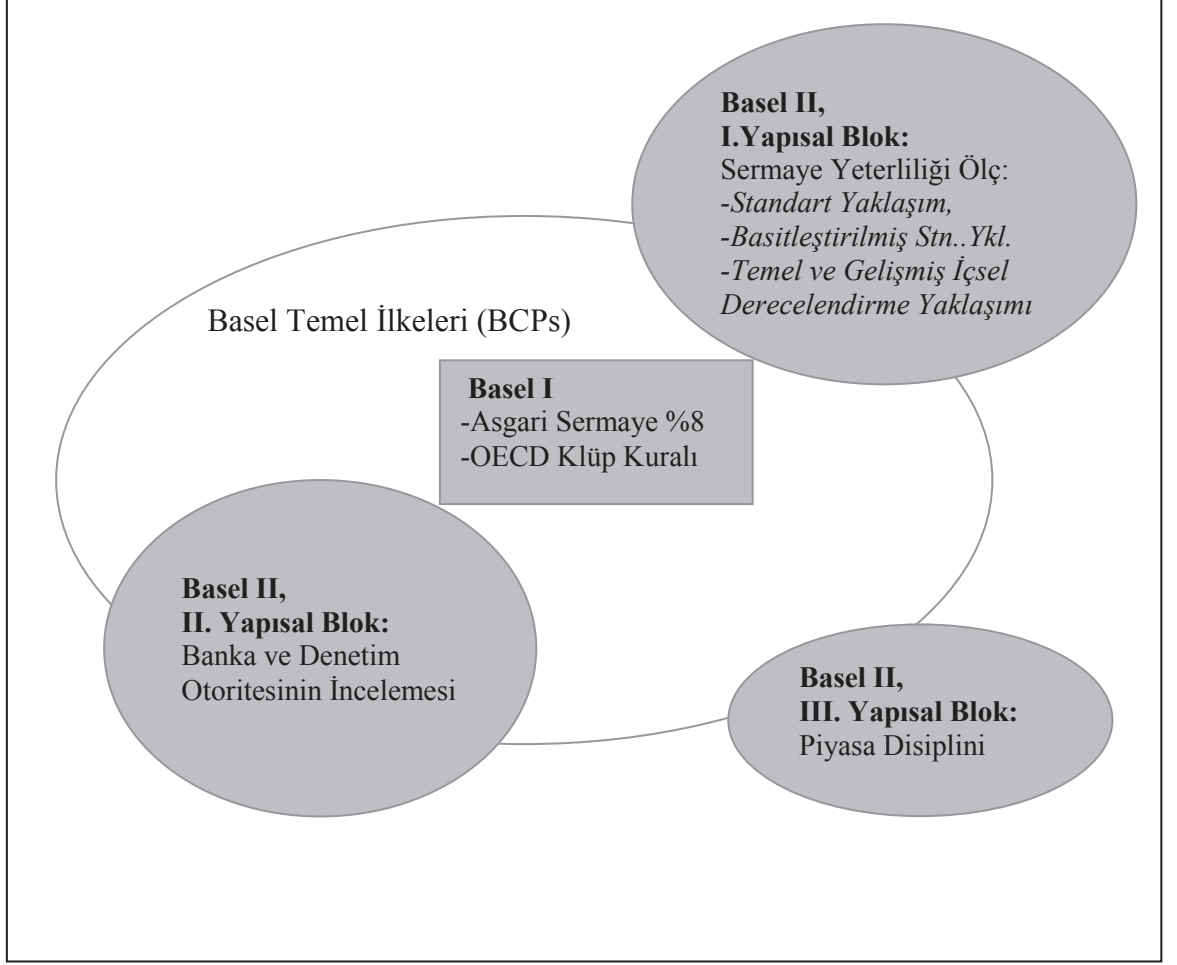 Basel II,
I.Yapısal Blok:
Sermaye Yeterliliği Ölç:
-Standart Yaklaşım,
-Basitleştirilmiş Stn..Ykl.
-Temel ve Gelişmiş İçsel
Derecelendirme Yaklaşımı
Basel Temel İlkeleri (BCPs)
Basel I
-Asgari Sermaye %8
-OECD Klüp Kuralı
Basel II,
II. Yapısal Blok:
Banka ve Denetim
Otoritesinin İncelemesi
Basel II,
III. Yapısal Blok:
Piyasa Disiplini